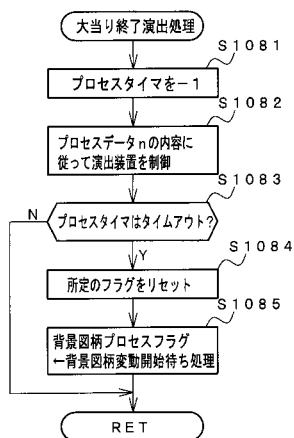 大当り終了演出処理
S1081
プロセスタイマを－1
S1082
プロセスデータnの内容に
従って演出装置を制御
S1083
N
プロセスタイマはタイムアウト?
Y
S1084
所定のフラグをリセット
S1085
背景図柄プロセスフラグ
←背景図柄変動開始待ち処理
RET